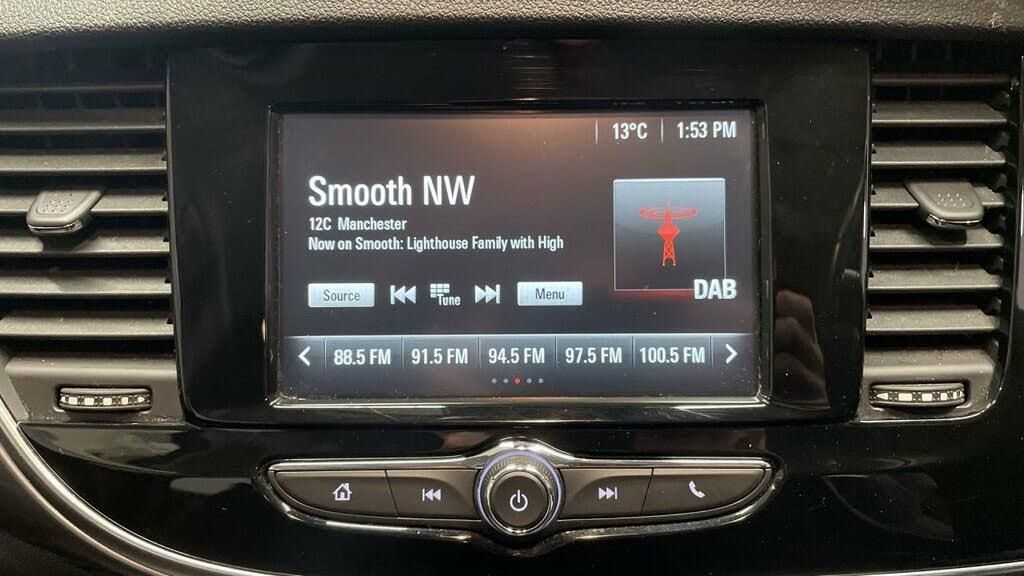 13°C 1:53 PM
Smooth NW
12C Manchester
Now on Smooth: Lighthouse Family with High
Source Tune Menu
DAB
88.5 FM 91.5 FM 94.5 FM 97.5 FM 100.5 FM